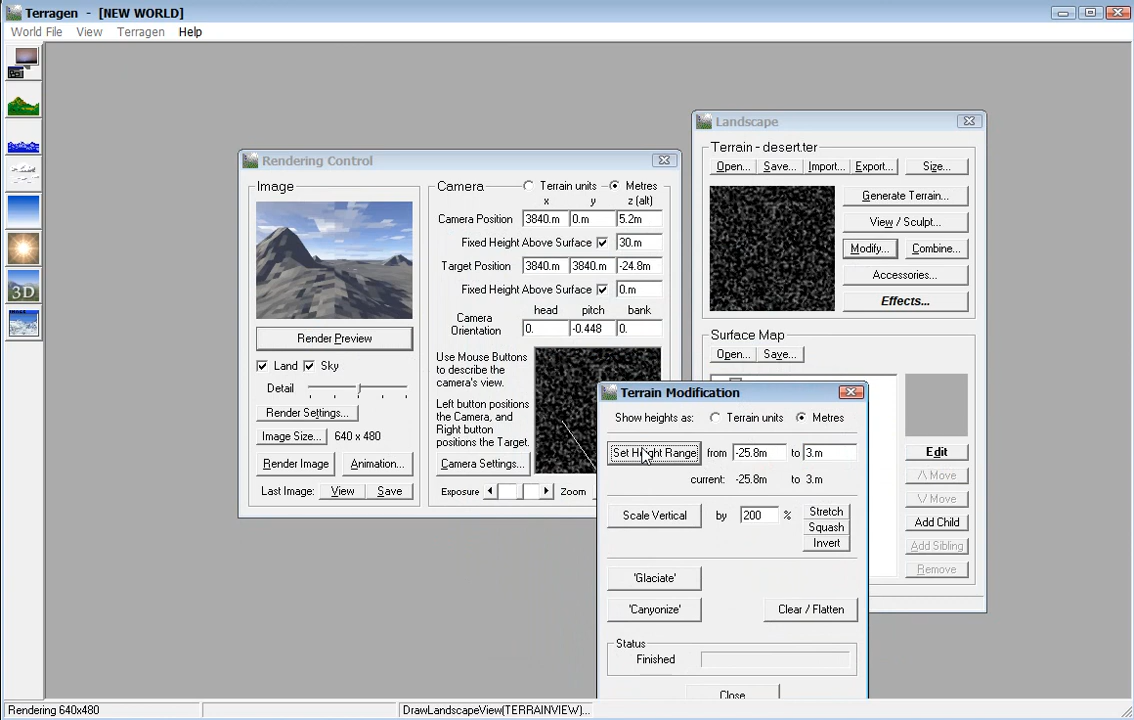 Terragen - [NEW WORLD]
World File View Terragen Help
Rendering Control
Image
Render Preview
Land Sky
Detail
Render Settings...
Image Size... 640 x 480
Render Image Animation...
Last Image: View Save
Camera Terrain units Metres
x y z (alt)
Camera Position 3840.m 0.m 5.2m
Fixed Height Above Surface 30.m
Target Position 3840.m 3840.m -24.8m
Fixed Height Above Surface 0.m
head pitch bank
Camera Orientation 0. -0.448 0.
Use Mouse Buttons
to describe the
camera's view.
Left button positions
the Camera, and
Right button
positions the Target.
Camera Settings...
Exposure Zoom
Landscape
Terrain - desert.ter
Open... Save... Import... Export... Size...
Generate Terrain...
View / Sculpt...
Modify... Combine...
Accessories...
Effects...
Surface Map
Open... Save...
Edit
/\ Move
\/ Move
Add Child
Add Sibling
Remove
Terrain Modification
Show heights as: Terrain units Metres
Set Height Range from -25.8m to 3.m
current: -25.8m to 3.m
Scale Vertical by 200 %
Stretch
Squash
Invert
'Glaciate'
'Canyonize' Clear / Flatten
Status
Finished
Close
3D
Rendering 640x480 DrawLandscapeView(TERRAINVIEW)...